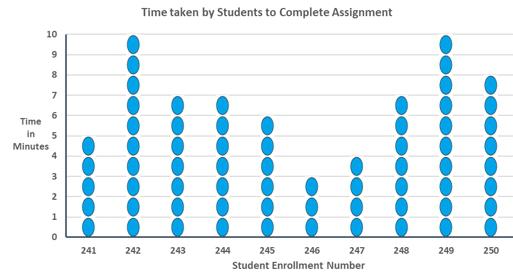 Time taken by Students to Complete Assignment
10
9
8
7
6
5
4
3
2
1
0
Time
in
Minutes
241 242 243 244 245 246 247 248 249 250
Student Enrollment Number